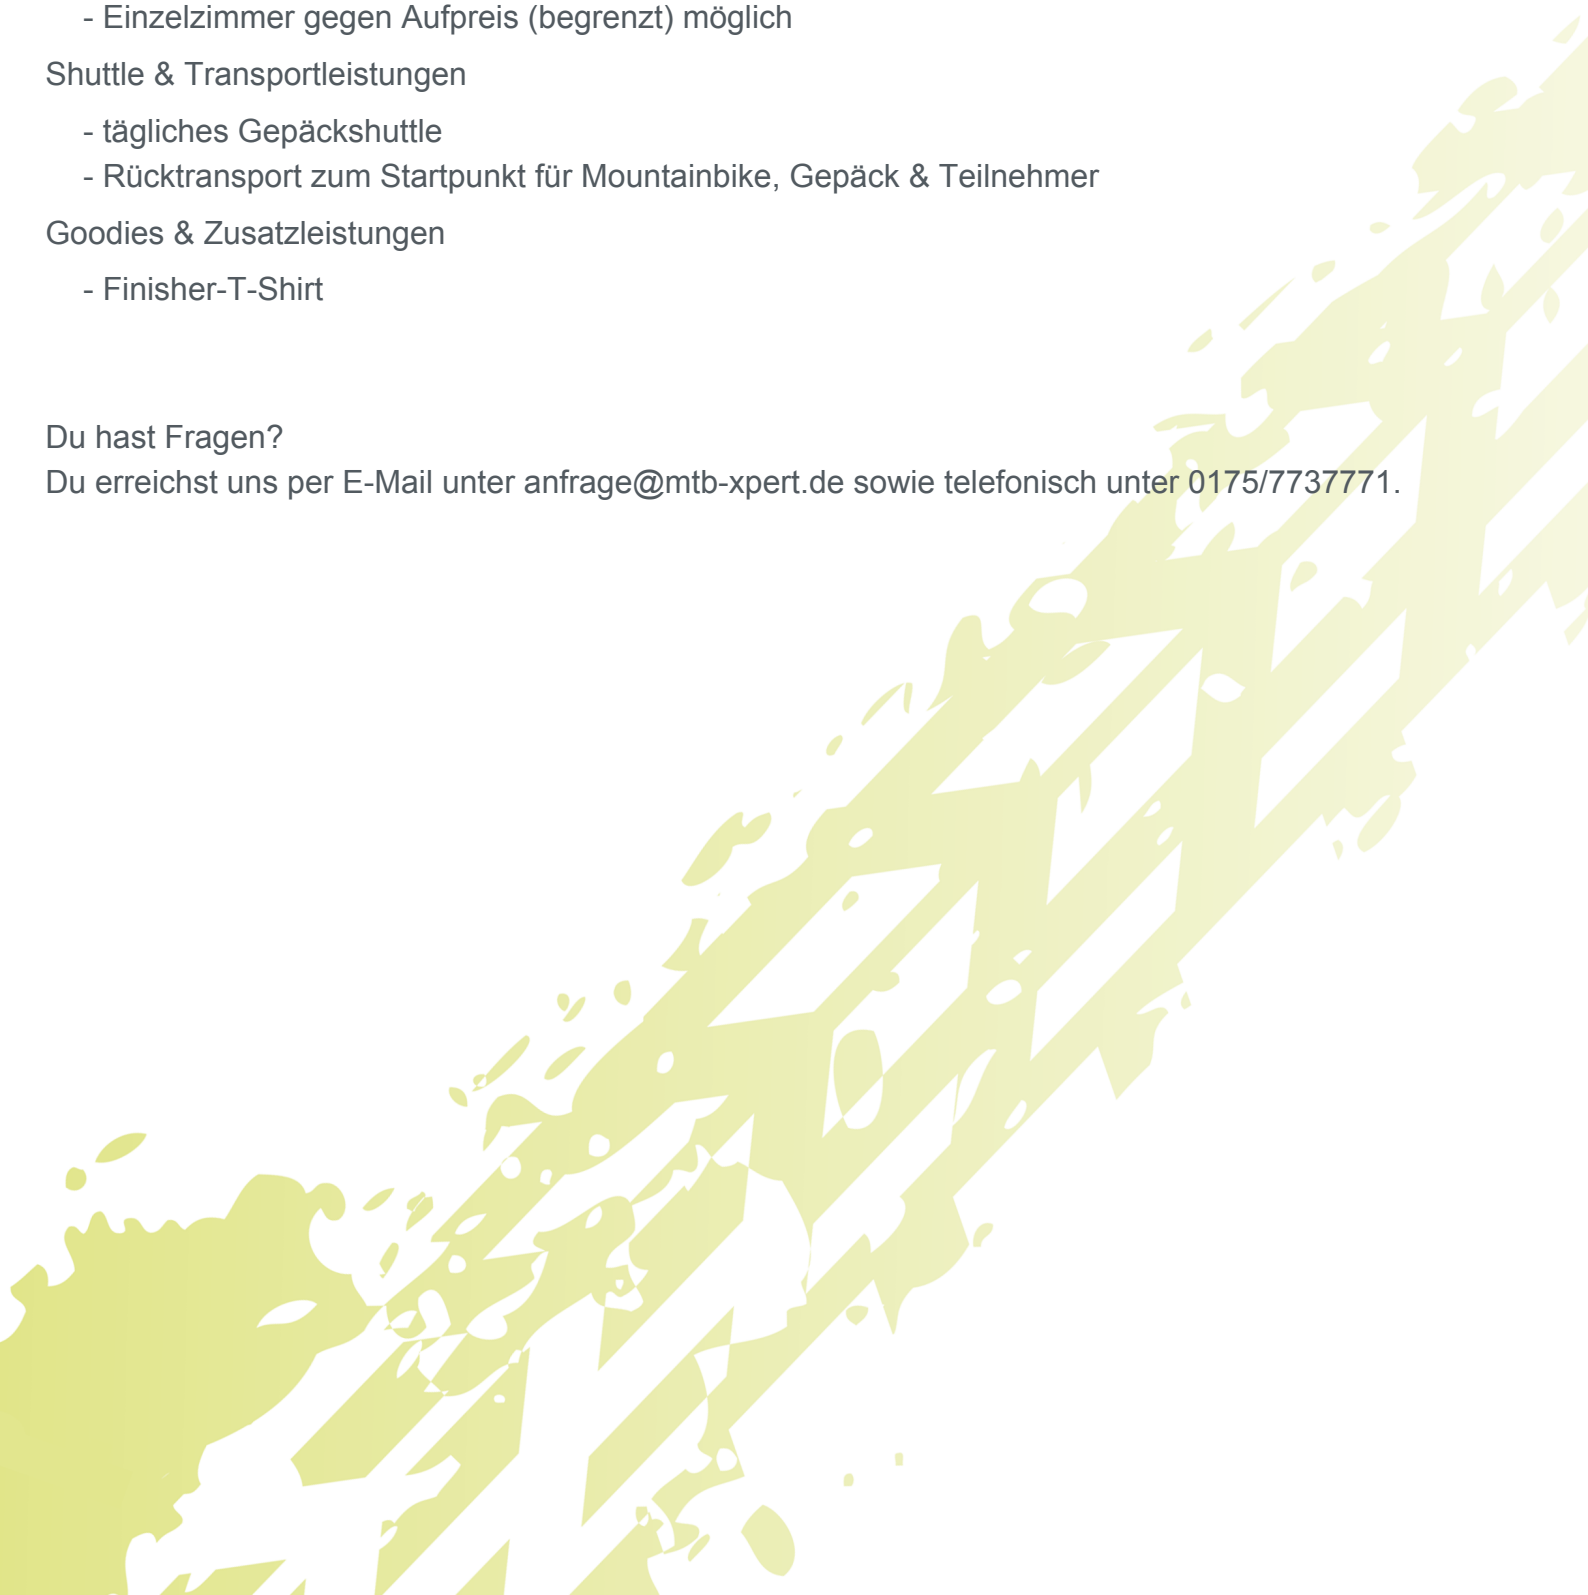 - Einzelzimmer gegen Aufpreis (begrenzt) möglich
Shuttle & Transportleistungen
- tägliches Gepäckshuttle
- Rücktransport zum Startpunkt für Mountainbike, Gepäck & Teilnehmer
Goodies & Zusatzleistungen
- Finisher-T-Shirt
Du hast Fragen?
Du erreichst uns per E-Mail unter anfrage@mtb-xpert.de sowie telefonisch unter 0175/7737771.